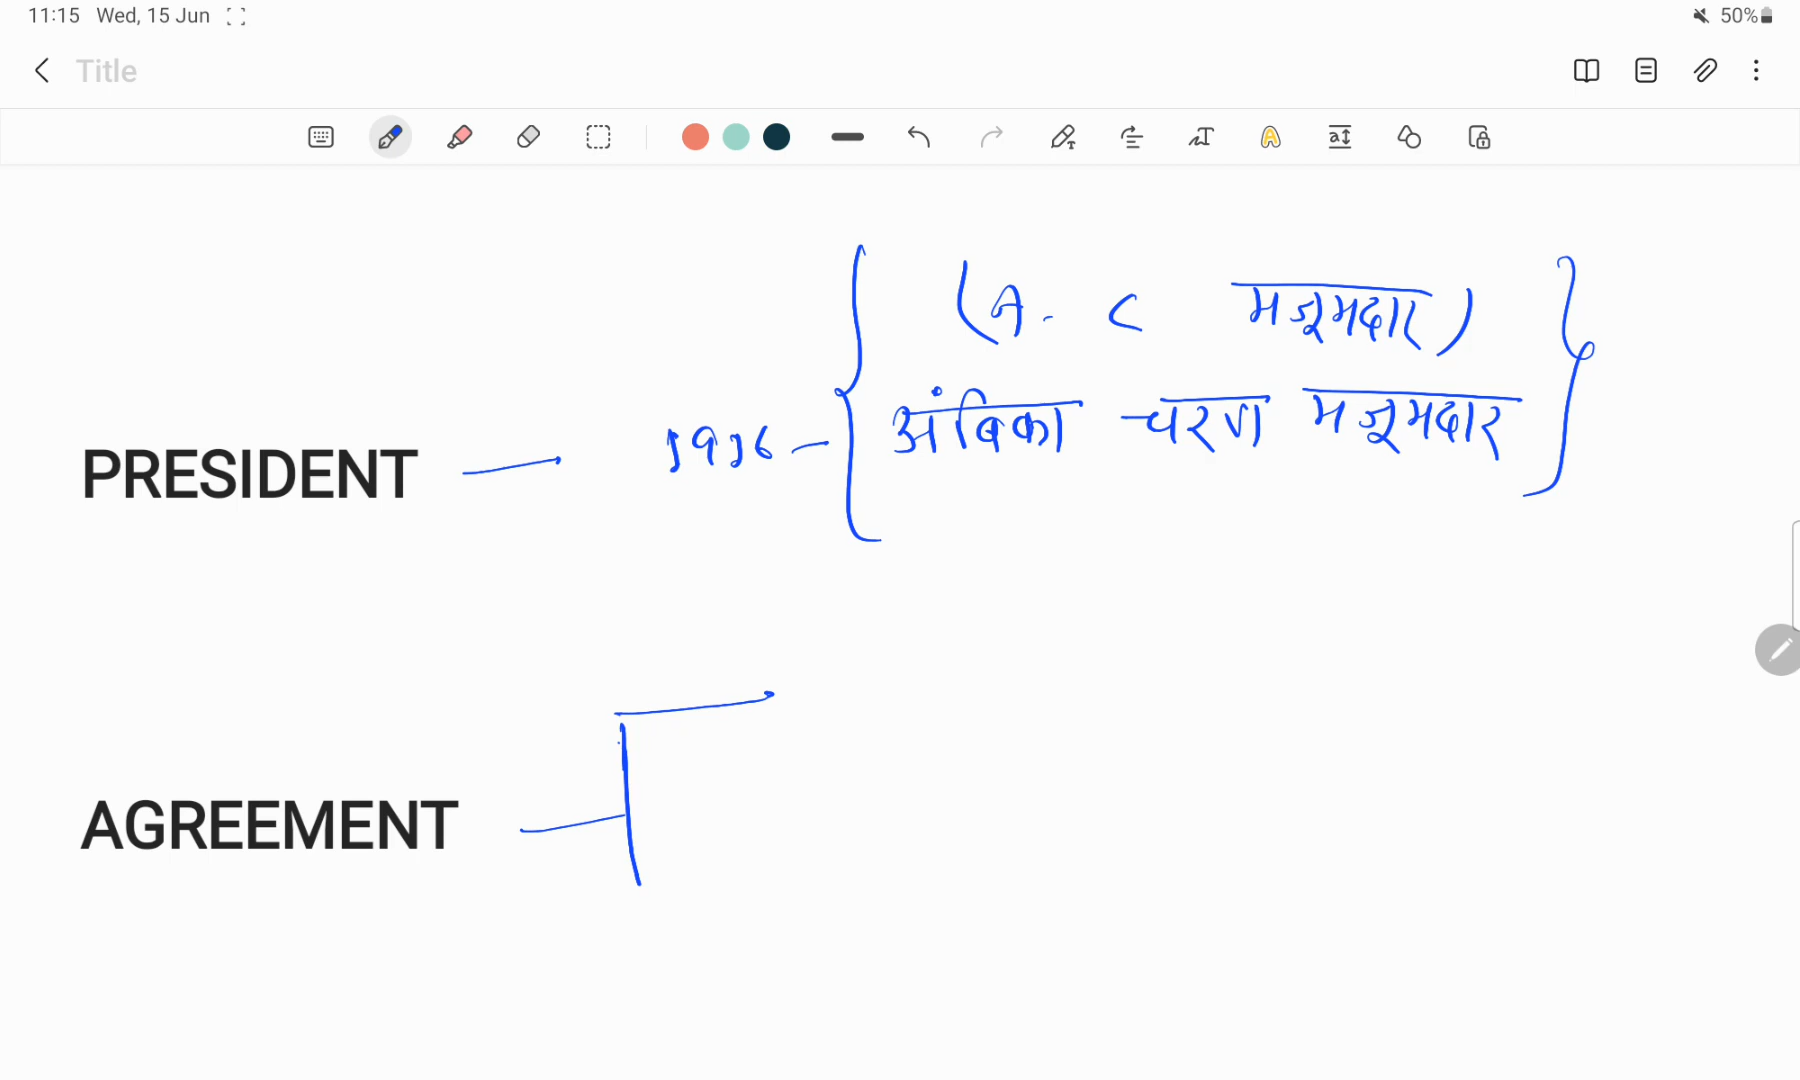 11:15 Wed, 15 Jun
50%
Title
(A. C मजूमदार)
PRESIDENT — 1916 — अंबिका चरण मजूमदार
AGREEMENT